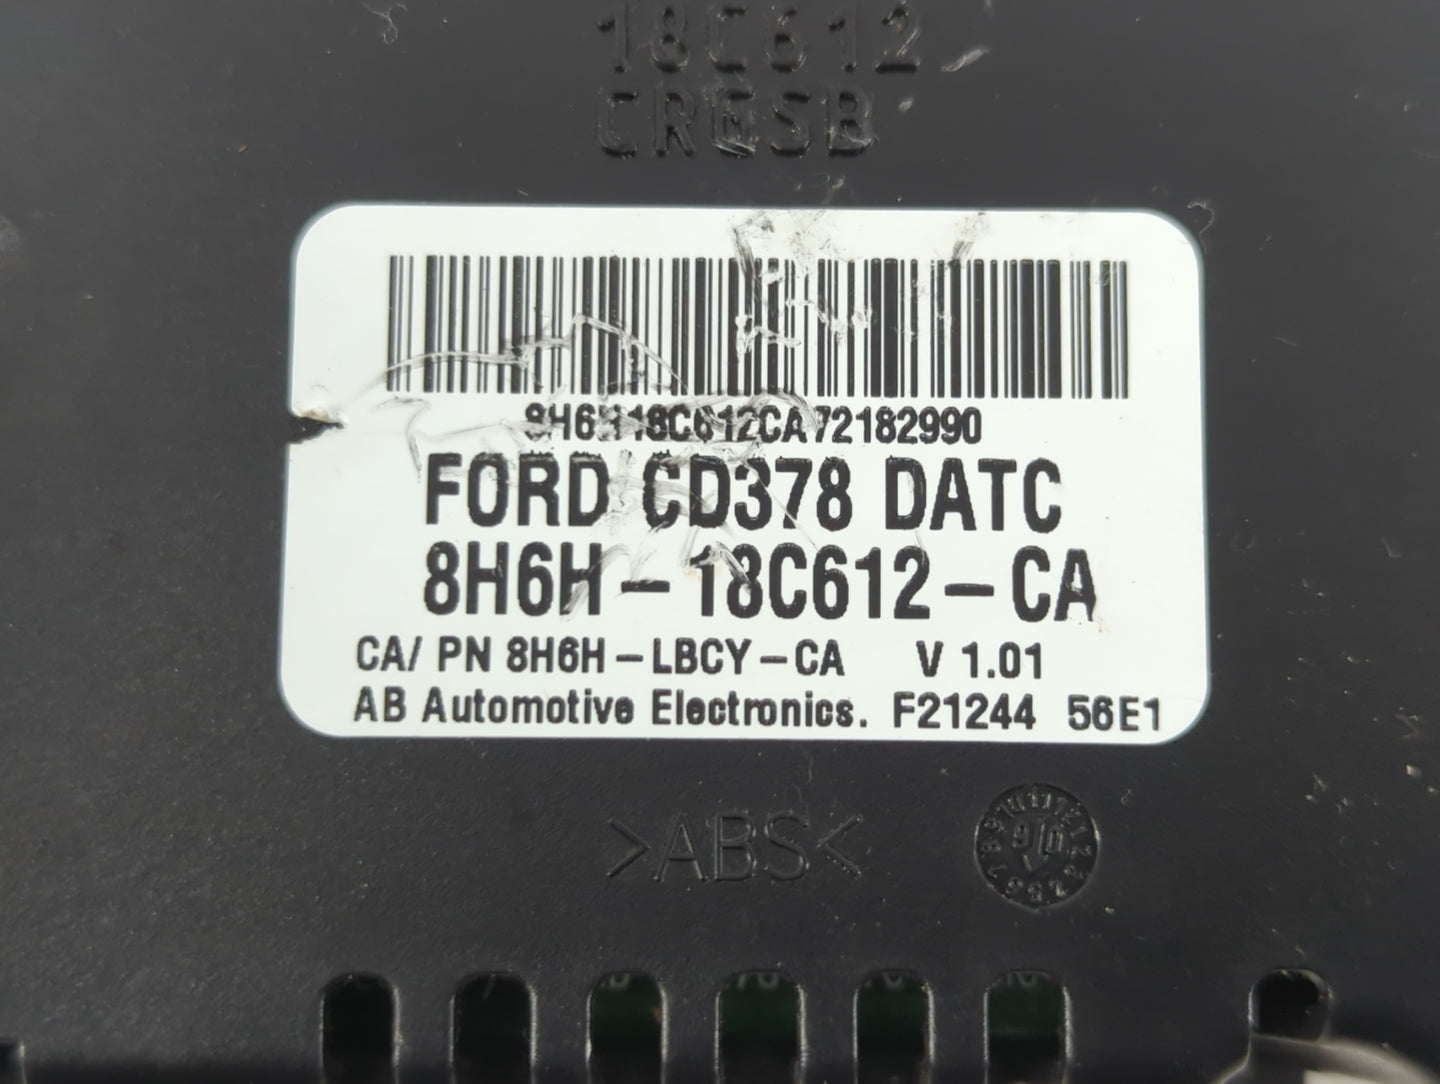 18C612
8H6H18C612CA72182990
FORD CD378 DATC
8H6H-18C612-CA
CA/ PN 8H6H-LBCY-CA V 1.01
AB Automotive Electronics. F21244 56E1
>ABS<